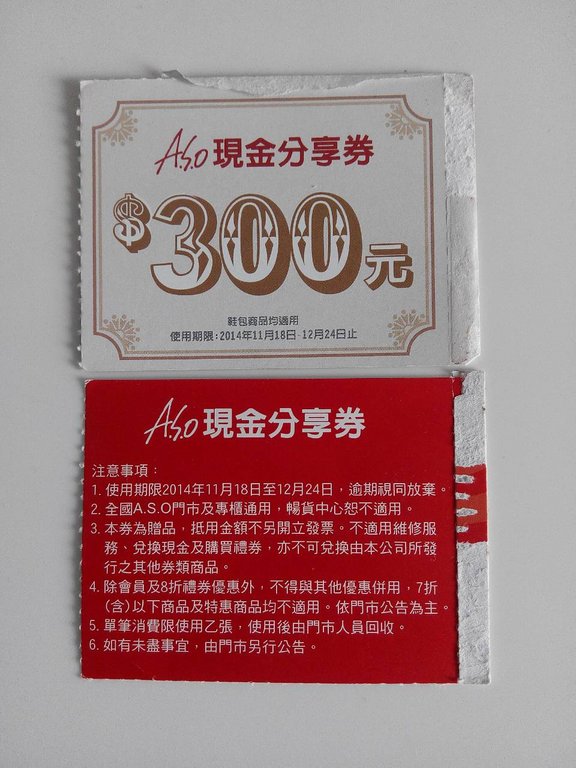 A.S.O 現金分享券
$300元
鞋包商品均適用
使用期限:2014年11月18日-12月24日止
A.S.O 現金分享券
注意事項：
1. 使用期限2014年11月18日至12月24日，逾期視同放棄。
2. 全國A.S.O門市及專櫃通用，暢貨中心恕不適用。
3. 本券為贈品，抵用金額不另開立發票。不適用維修服
務、兌換現金及購買禮券，亦不可兌換由本公司所發
行之其他券類商品。
4. 除會員及8折禮券優惠外，不得與其他優惠併用，7折
(含)以下商品及特惠商品均不適用。依門市公告為主。
5. 單筆消費限使用乙張，使用後由門市人員回收。
6. 如有未盡事宜，由門市另行公告。